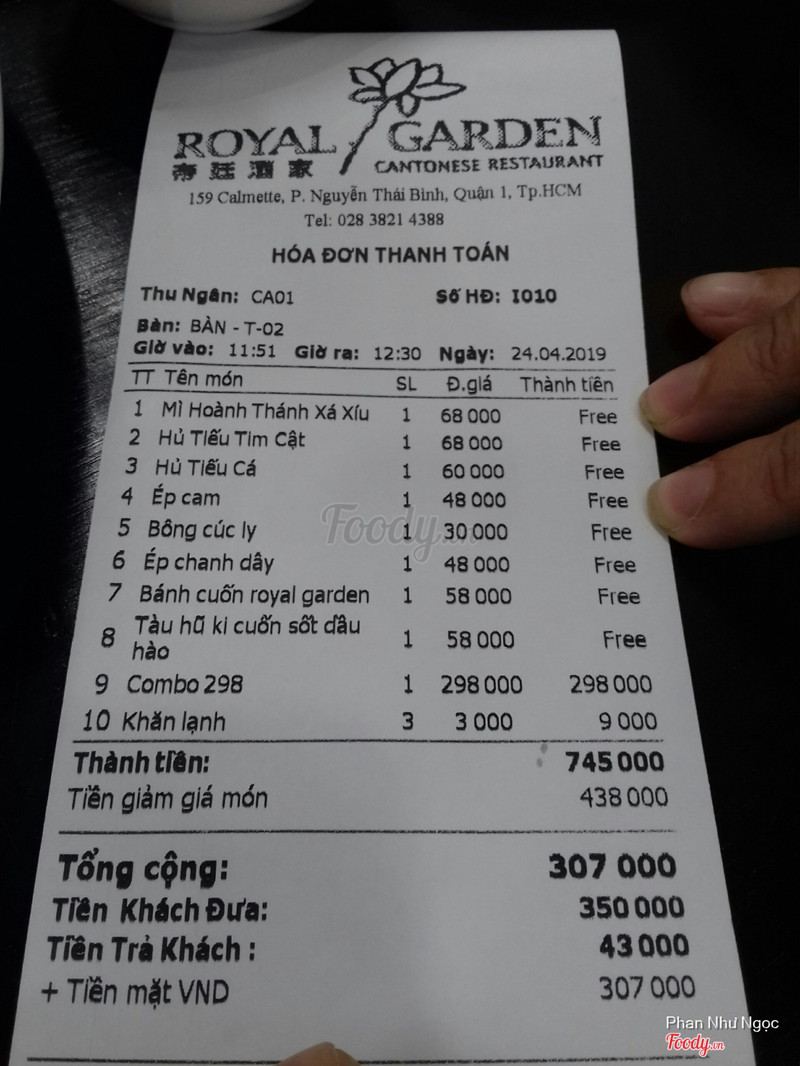 ROYAL GARDEN
帝廷酒家 CANTONESE RESTAURANT
159 Calmette, P. Nguyễn Thái Bình, Quận 1, Tp.HCM
Tel: 028 3821 4388
HÓA ĐƠN THANH TOÁN
Thu Ngân: CA01 Số HĐ: I010
Bàn: BÀN - T-02
Giờ vào: 11:51 Giờ ra: 12:30 Ngày: 24.04.2019
TT Tên món SL Đ.giá Thành tiền
1 Mì Hoành Thánh Xá Xíu 1 68 000 Free
2 Hủ Tiếu Tim Cật 1 68 000 Free
3 Hủ Tiếu Cá 1 60 000 Free
4 Ép cam 1 48 000 Free
5 Bông cúc ly 1 30 000 Free
6 Ép chanh dây 1 48 000 Free
7 Bánh cuốn royal garden 1 58 000 Free
8 Tàu hũ ki cuốn sốt dầu hào 1 58 000 Free
9 Combo 298 1 298 000 298 000
10 Khăn lạnh 3 3 000 9 000
Thành tiền: 745 000
Tiền giảm giá món 438 000
Tổng cộng: 307 000
Tiền Khách Đưa: 350 000
Tiền Trả Khách : 43 000
+ Tiền mặt VND 307 000
Foody.vn
Phan Như Ngọc
Foody.vn